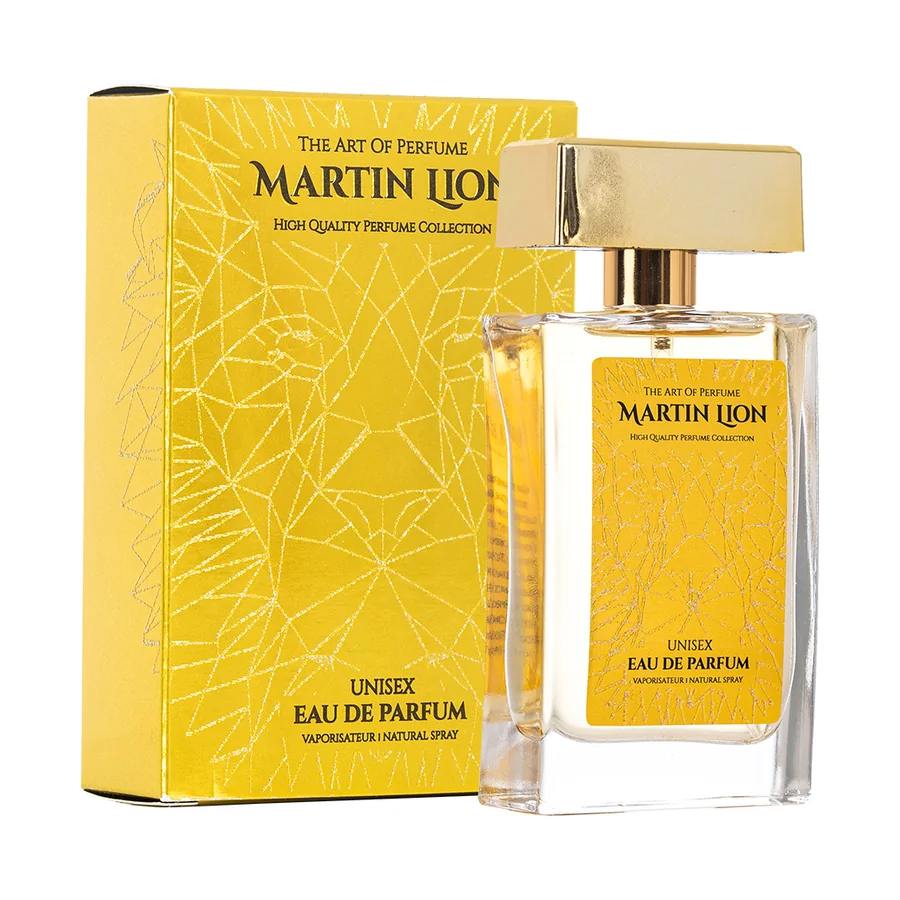 THE ART OF PERFUME
MARTIN LION
HIGH QUALITY PERFUME COLLECTION
UNISEX
EAU DE PARFUM
VAPORISATEUR | NATURAL SPRAY
THE ART OF PERFUME
MARTIN LION
HIGH QUALITY PERFUME COLLECTION
UNISEX
EAU DE PARFUM
VAPORISATEUR | NATURAL SPRAY